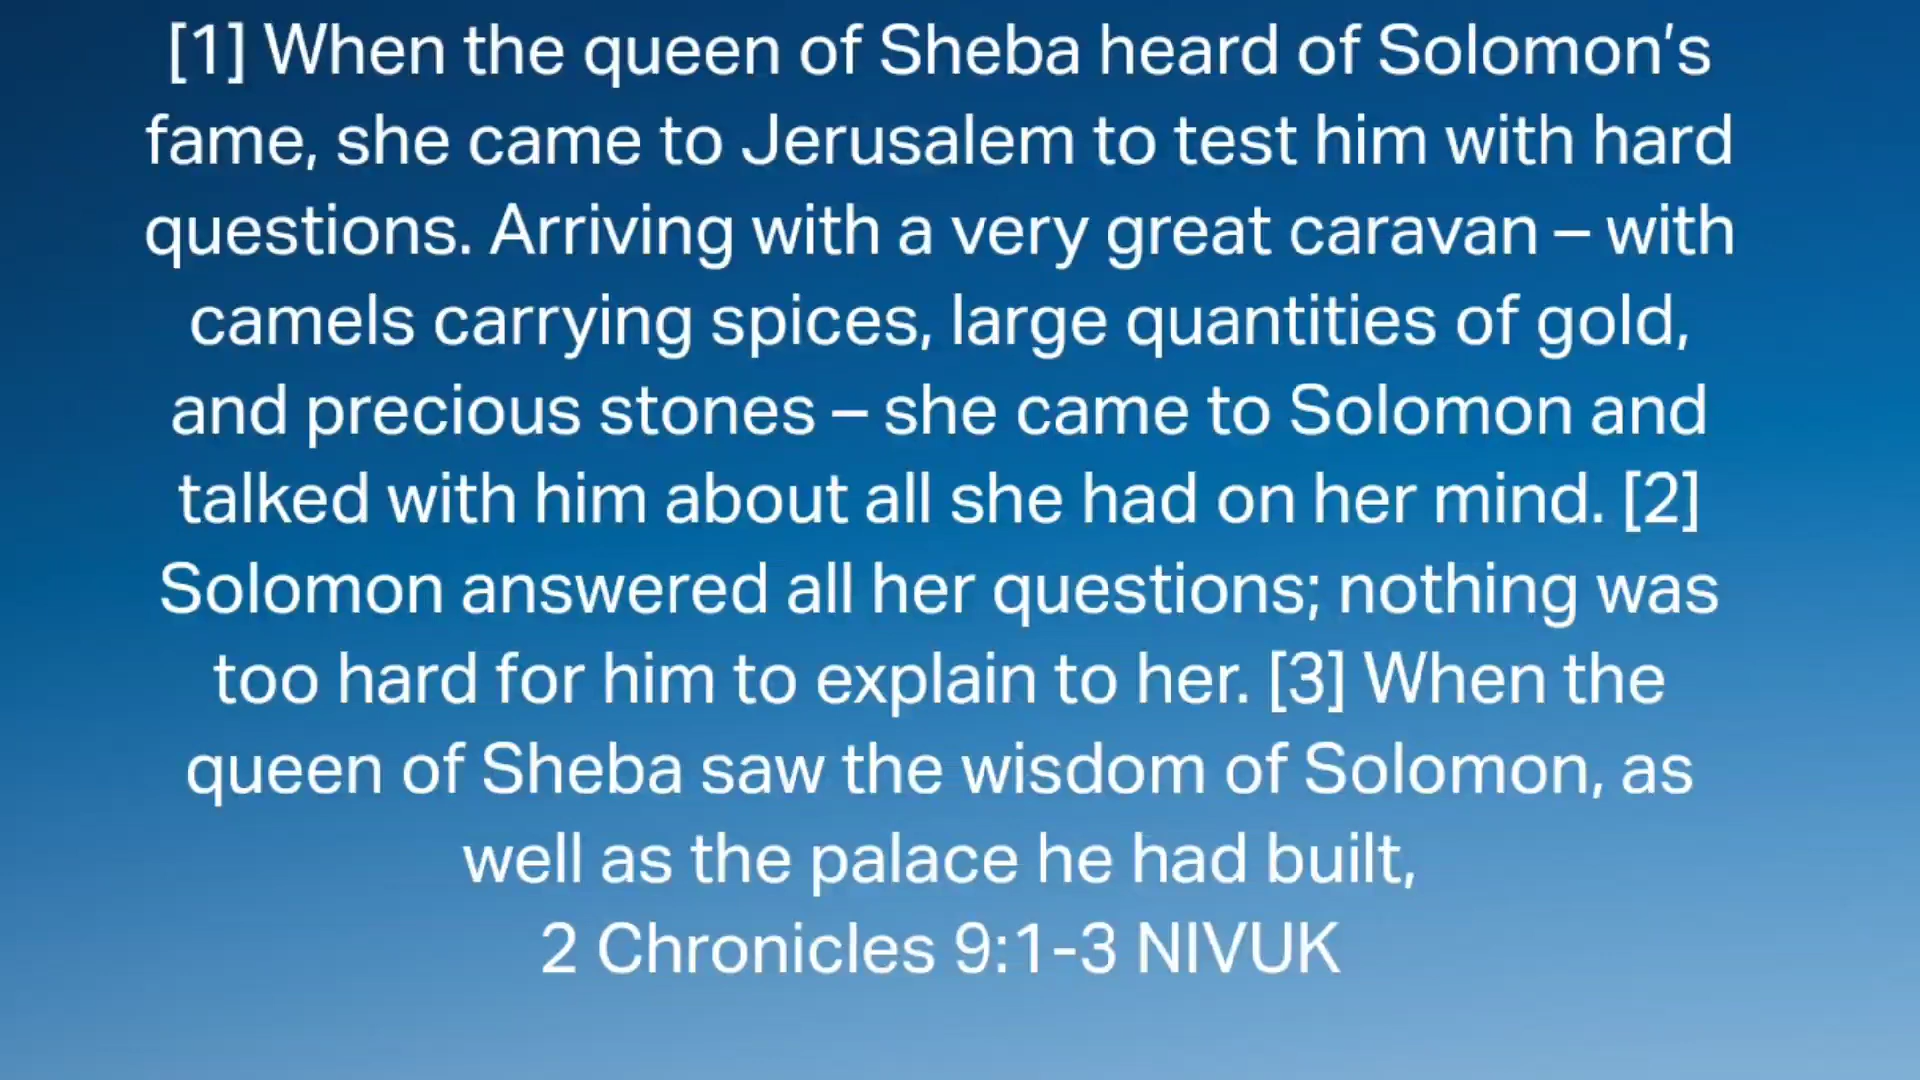 [1] When the queen of Sheba heard of Solomon’s
fame, she came to Jerusalem to test him with hard
questions. Arriving with a very great caravan – with
camels carrying spices, large quantities of gold,
and precious stones – she came to Solomon and
talked with him about all she had on her mind. [2]
Solomon answered all her questions; nothing was
too hard for him to explain to her. [3] When the
queen of Sheba saw the wisdom of Solomon, as
well as the palace he had built,
2 Chronicles 9:1-3 NIVUK